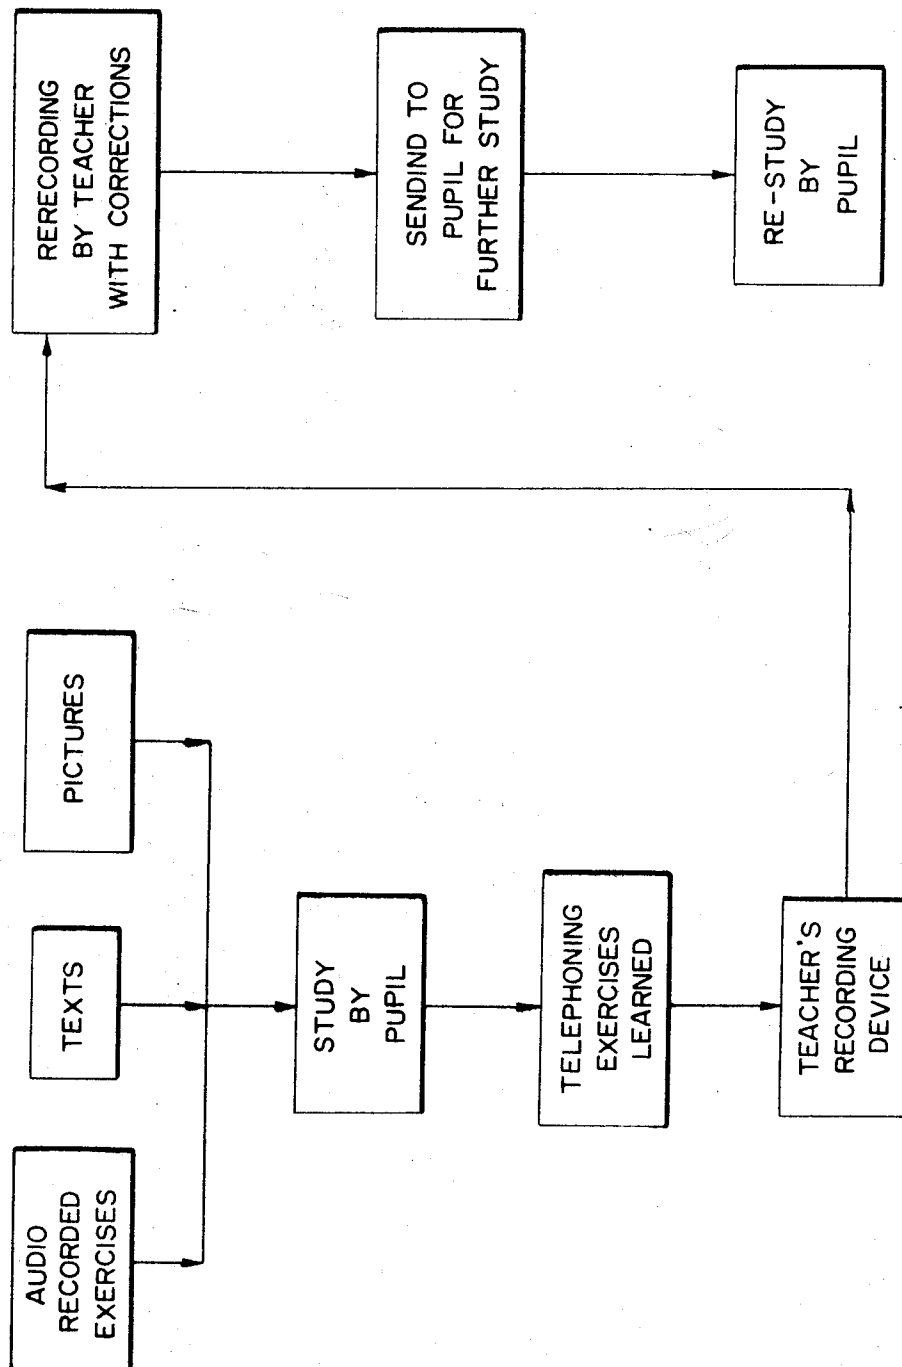 AUDIO
RECORDED
EXERCISES
TEXTS
PICTURES
STUDY
BY
PUPIL
TELEPHONING
EXERCISES
LEARNED
TEACHER'S
RECORDING
DEVICE
RERECORDING
BY TEACHER
WITH CORRECTIONS
SENDIND TO
PUPIL FOR
FURTHER STUDY
RE-STUDY
BY
PUPIL